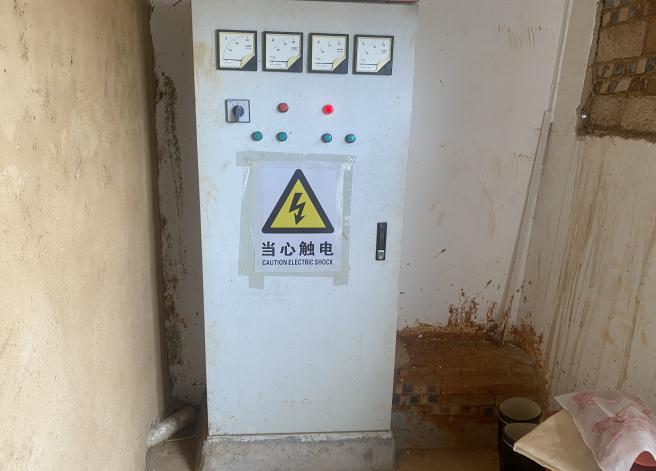 当心触电
CAUTION ELECTRIC SHOCK